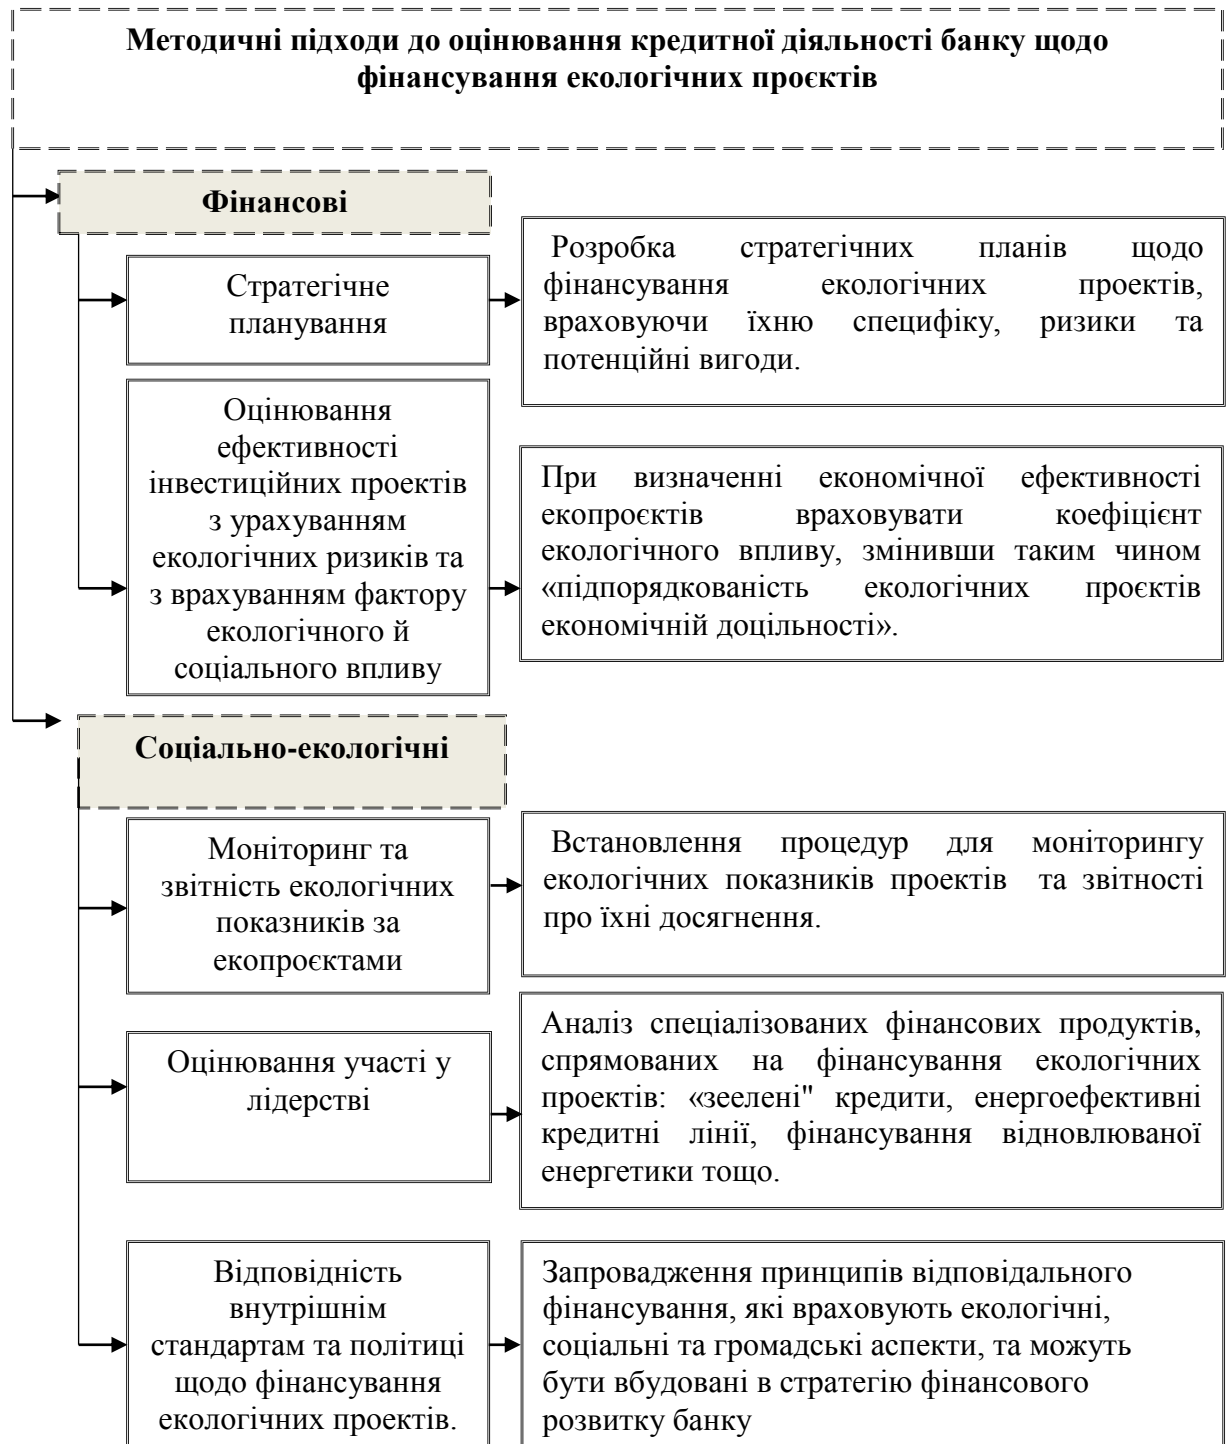 Методичні підходи до оцінювання кредитної діяльності банку щодо
фінансування екологічних проєктів
Фінансові
Стратегічне
планування
Розробка стратегічних планів щодо
фінансування екологічних проектів,
враховуючи їхню специфіку, ризики та
потенційні вигоди.
Оцінювання
ефективності
інвестиційних проектів
з урахуванням
екологічних ризиків та
з врахуванням фактору
екологічного й
соціального впливу
При визначенні економічної ефективності
екопроєктів враховувати коефіцієнт
екологічного впливу, змінивши таким чином
«підпорядкованість екологічних проєктів
економічній доцільності».
Соціально-екологічні
Моніторинг та
звітність екологічних
показників за
екопроєктами
Встановлення процедур для моніторингу
екологічних показників проектів та звітності
про їхні досягнення.
Оцінювання участі у
лідерстві
Аналіз спеціалізованих фінансових продуктів,
спрямованих на фінансування екологічних
проектів: «зеелені" кредити, енергоефективні
кредитні лінії, фінансування відновлюваної
енергетики тощо.
Відповідність
внутрішнім
стандартам та політиці
щодо фінансування
екологічних проектів.
Запровадження принципів відповідального
фінансування, які враховують екологічні,
соціальні та громадські аспекти, та можуть
бути вбудовані в стратегію фінансового
розвитку банку